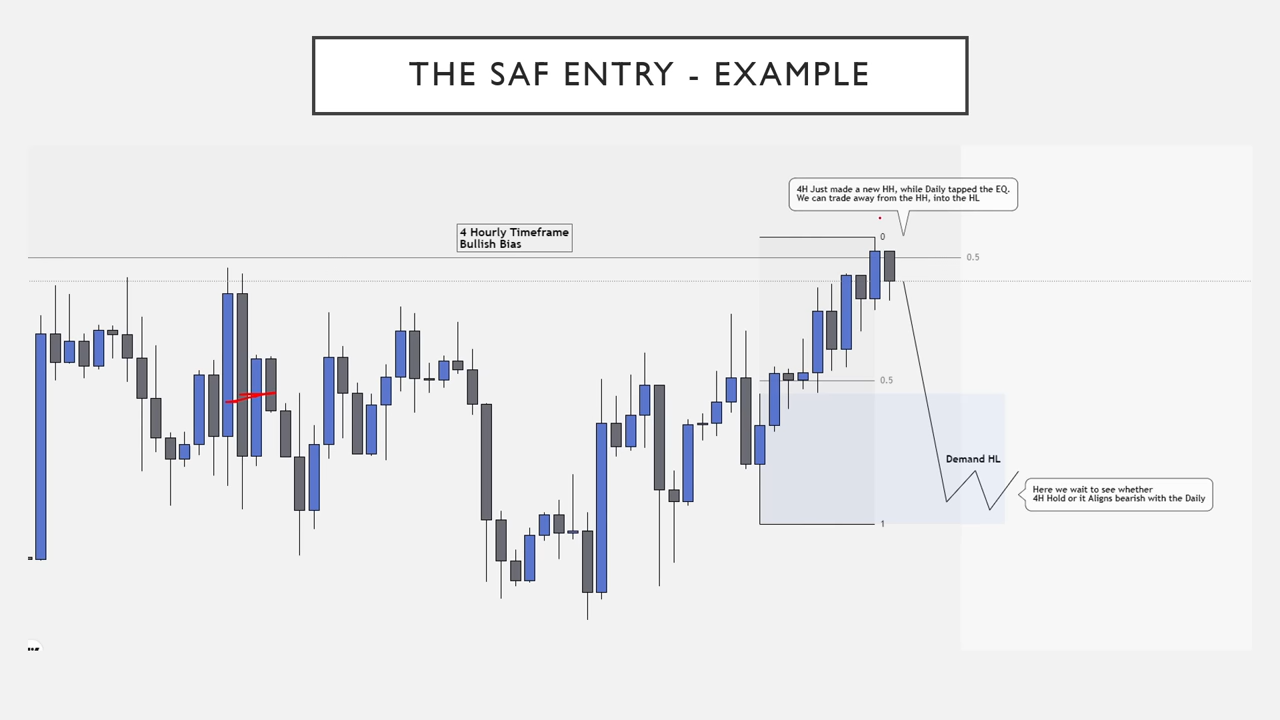 THE SAF ENTRY - EXAMPLE
4H Just made a new HH, while Daily tapped the EQ.
We can trade away from the HH, into the HL
4 Hourly Timeframe
Bullish Bias
0
0.5
0.5
Demand HL
Here we wait to see whether
4H Hold or it Aligns bearish with the Daily
1